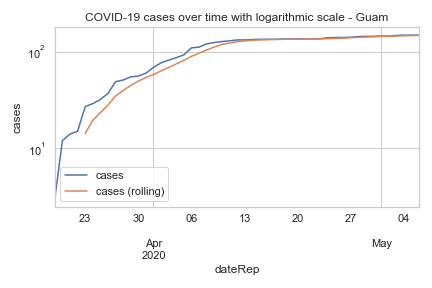 COVID-19 cases over time with logarithmic scale - Guam
10²
10¹
cases
cases
cases (rolling)
23 30 06 13 20 27 04
Apr May
2020
dateRep